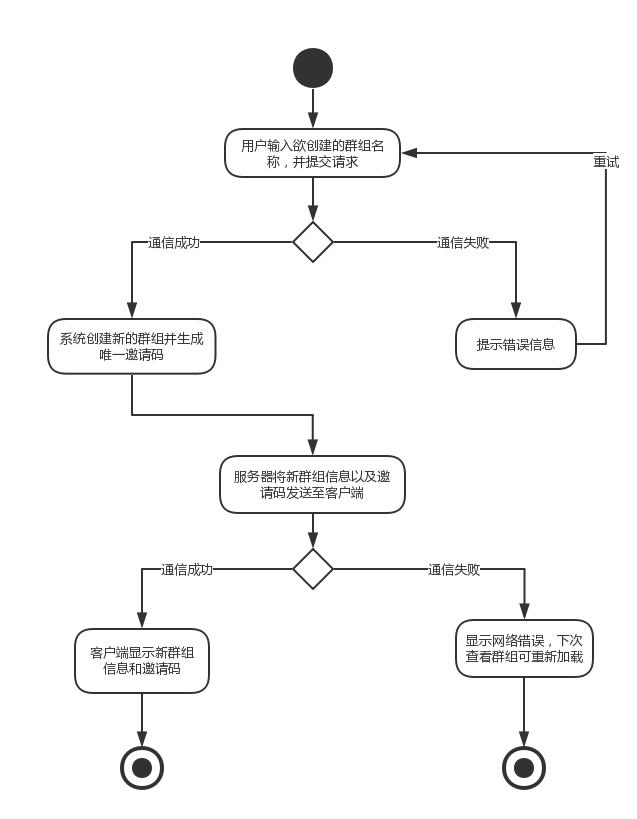 用户输入欲创建的群组名
称，并提交请求
重试
通信成功
通信失败
系统创建新的群组并生成
唯一邀请码
提示错误信息
服务器将新群组信息以及邀
请码发送至客户端
通信成功
通信失败
客户端显示新群组
信息和邀请码
显示网络错误，下次
查看群组可重新加载